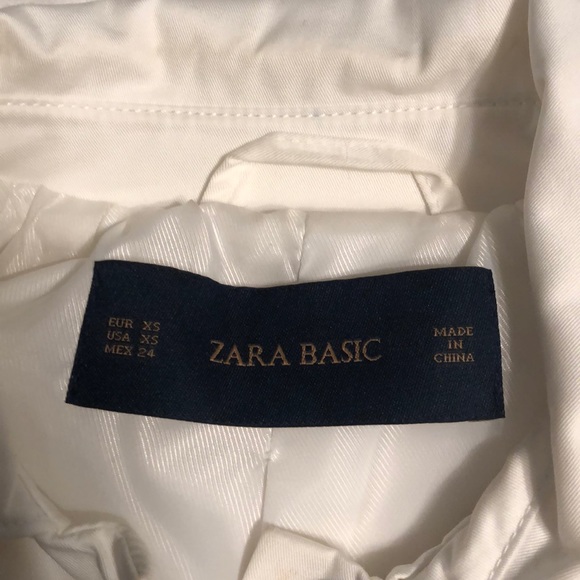 EUR XS
USA XS
MEX 24
ZARA BASIC
MADE
IN
CHINA